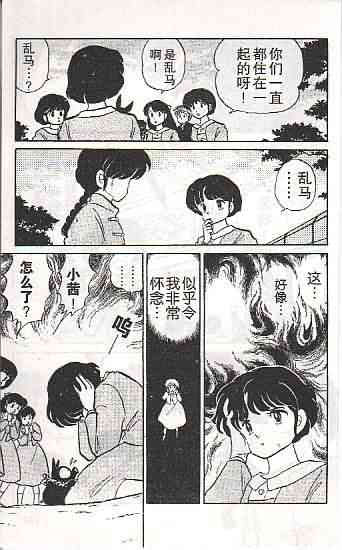 你们一直
都住在一
起的呀！
是乱马
啊！
乱马
…？
乱马
……
这…
好像…
似乎令
我非常
怀念…
………
小茜！
怎么了？
呜